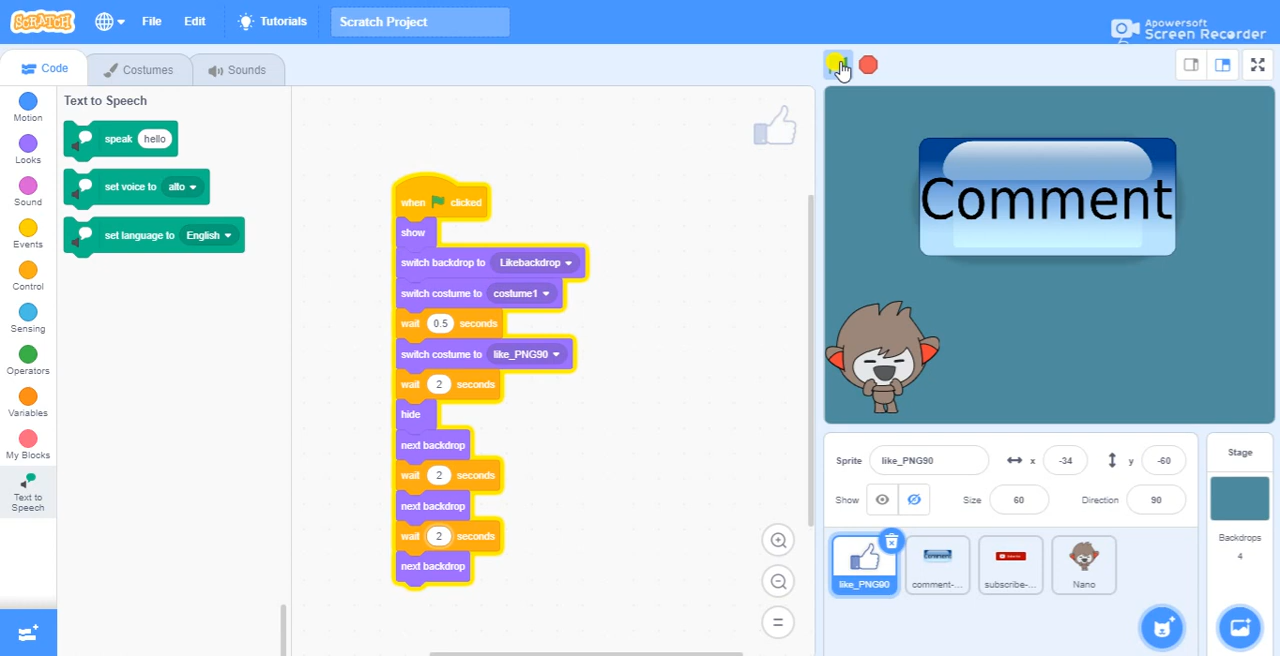 SCRATCH
File
Edit
Tutorials
Scratch Project
Apowersoft
Screen Recorder
Code
Costumes
Sounds
Motion
Looks
Sound
Events
Control
Sensing
Operators
Variables
My Blocks
Text to
Speech
Text to Speech
speak hello
set voice to alto
set language to English
when clicked
show
switch backdrop to Likebackdrop
switch costume to costume1
wait 0.5 seconds
switch costume to like_PNG90
wait 2 seconds
hide
next backdrop
wait 2 seconds
next backdrop
wait 2 seconds
next backdrop
Comment
Sprite like_PNG90 x -34 y -60
Show Size 60 Direction 90
like_PNG90
comment-...
subscribe-...
Nano
Stage
Backdrops
4